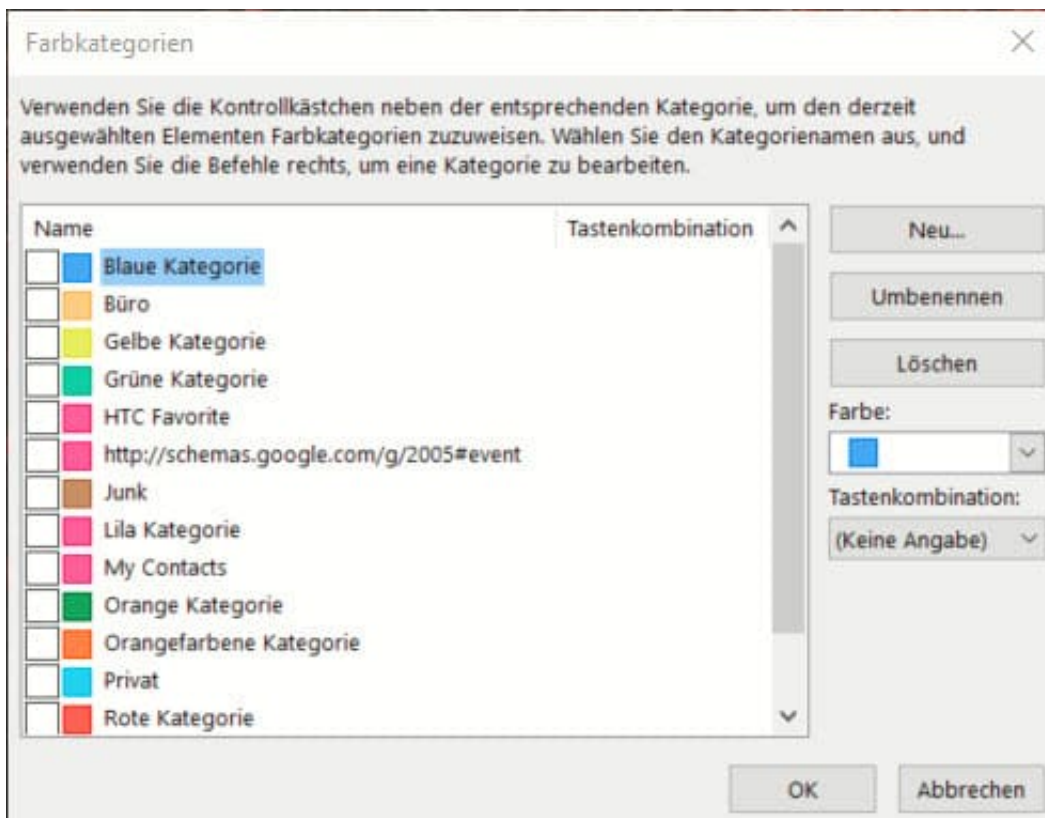 Farbkategorien
Verwenden Sie die Kontrollkästchen neben der entsprechenden Kategorie, um den derzeit
ausgewählten Elementen Farbkategorien zuzuweisen. Wählen Sie den Kategorienamen aus, und
verwenden Sie die Befehle rechts, um eine Kategorie zu bearbeiten.
Name Tastenkombination
Blaue Kategorie
Büro
Gelbe Kategorie
Grüne Kategorie
HTC Favorite
http://schemas.google.com/g/2005#event
Junk
Lila Kategorie
My Contacts
Orange Kategorie
Orangefarbene Kategorie
Privat
Rote Kategorie
Neu...
Umbenennen
Löschen
Farbe:
Tastenkombination:
(Keine Angabe)
OK Abbrechen